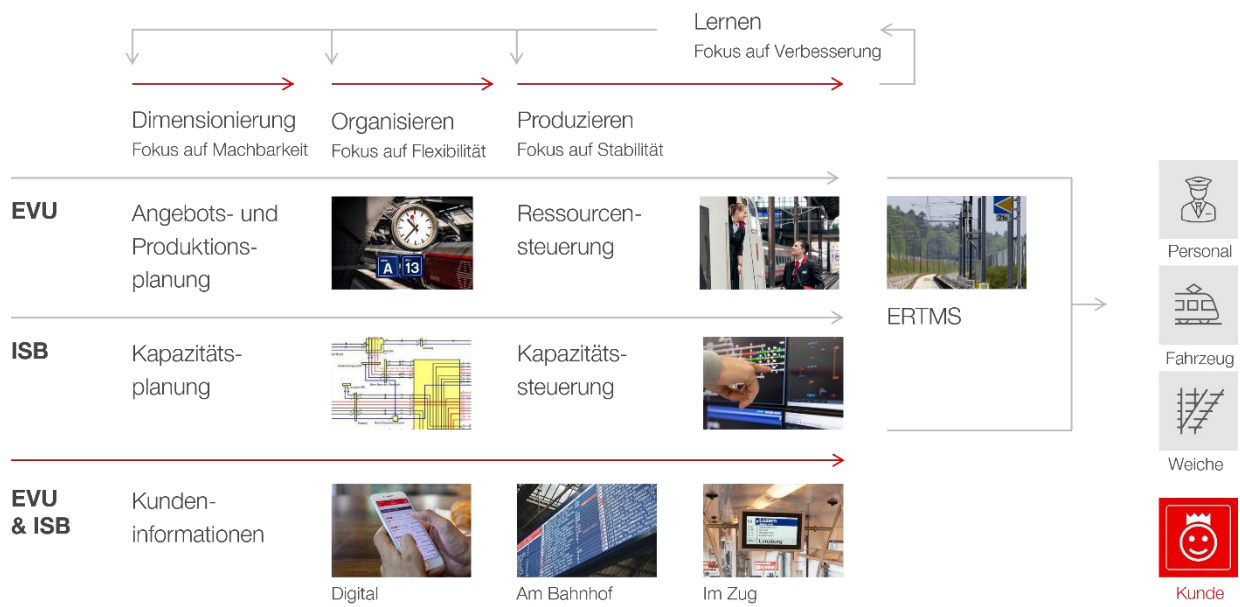 Lernen
Fokus auf Verbesserung
Dimensionierung
Fokus auf Machbarkeit
Organisieren
Fokus auf Flexibilität
Produzieren
Fokus auf Stabilität
EVU
Angebots- und
Produktions-
planung
A 13
Ressourcen-
steuerung
ERTMS
ISB
Kapazitäts-
planung
Kapazitäts-
steuerung
EVU
& ISB
Kunden-
informationen
Luzern
Lenzburg
Digital
Am Bahnhof
Im Zug
Personal
Fahrzeug
Weiche
Kunde